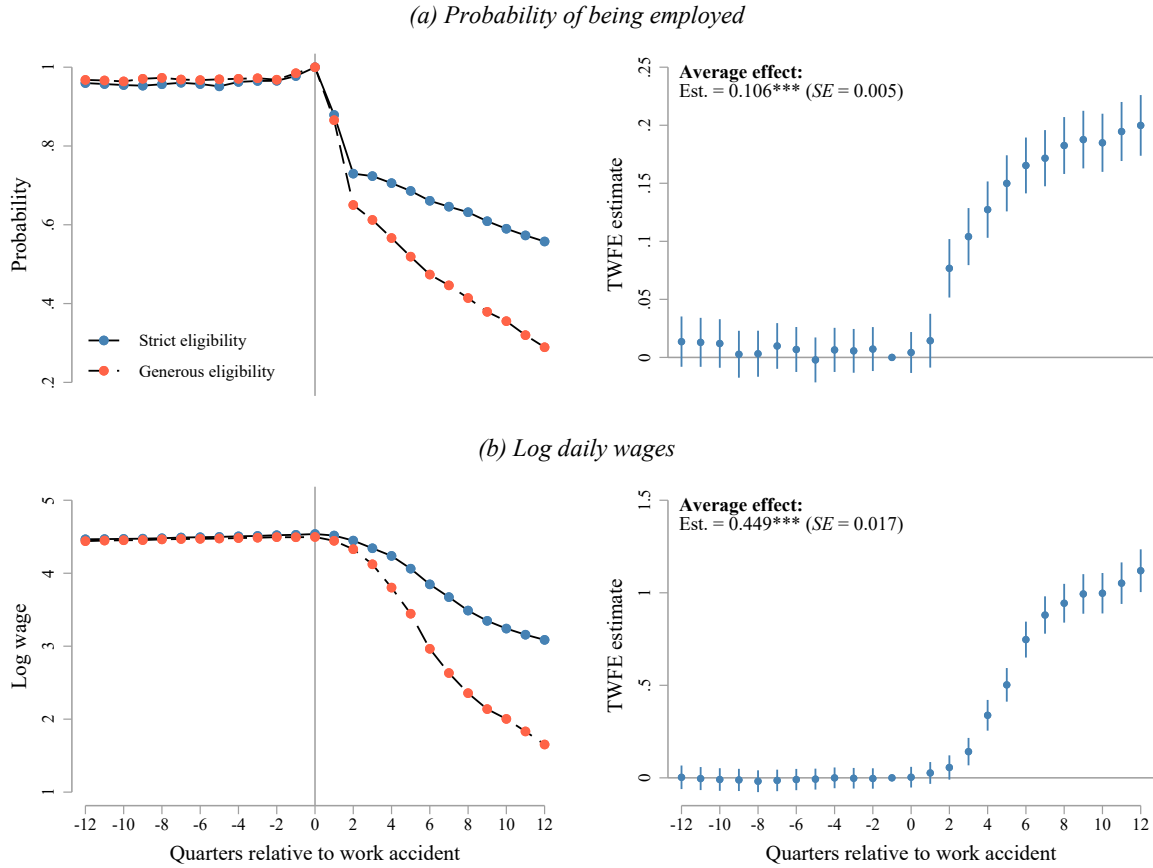 (a) Probability of being employed
Probability
1
.8
.6
.4
.2
Strict eligibility
Generous eligibility
TWFE estimate
.25
.2
.15
.1
.05
0
Average effect:
Est. = 0.106*** (SE = 0.005)
(b) Log daily wages
Log wage
5
4
3
2
1
-12 -10 -8 -6 -4 -2 0 2 4 6 8 10 12
Quarters relative to work accident
TWFE estimate
1.5
1
.5
0
Average effect:
Est. = 0.449*** (SE = 0.017)
-12 -10 -8 -6 -4 -2 0 2 4 6 8 10 12
Quarters relative to work accident